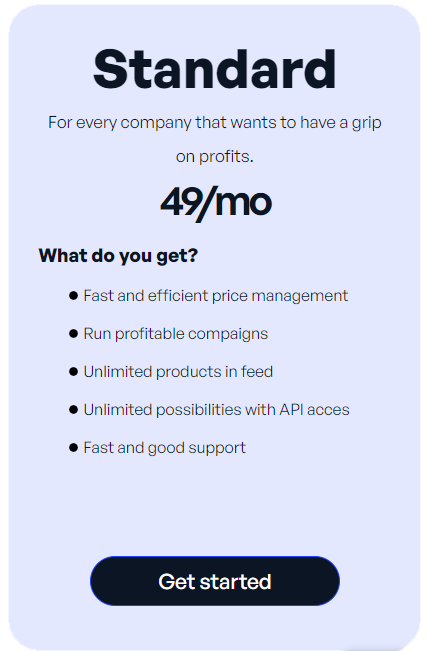 Standard
For every company that wants to have a grip
on profits.
49/mo
What do you get?
Fast and efficient price management
Run profitable compaigns
Unlimited products in feed
Unlimited possibilities with API acces
Fast and good support
Get started